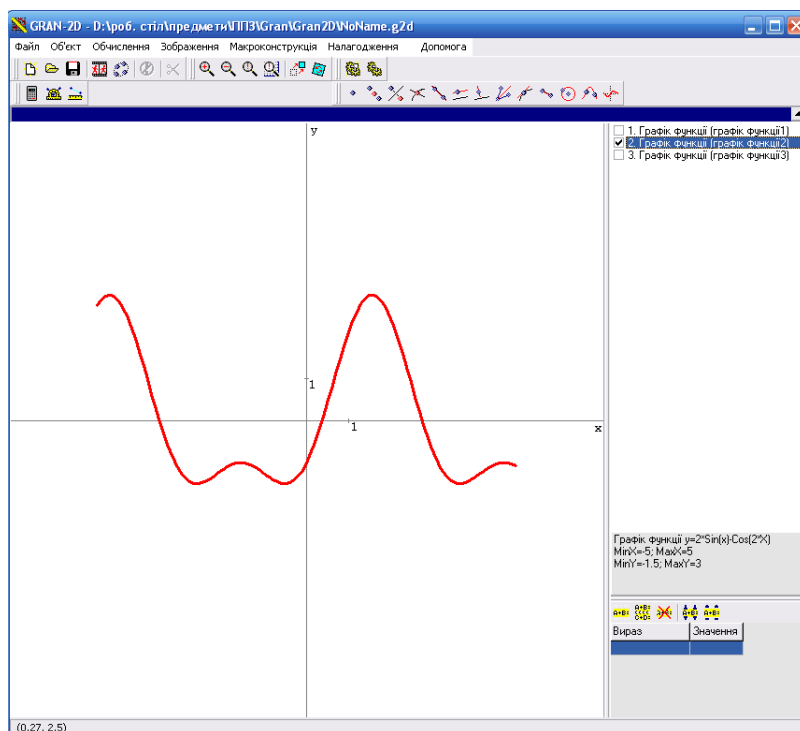 GRAN-2D - D:\роб. стіл\предмети\ППЗ\Gran\Gran2D\NoName.g2d
Файл Об'єкт Обчислення Зображення Макроконструкція Налагодження Допомога
y
1
1
x
1. Графік функції (графік функції1)
2. Графік функції (графік функції2)
3. Графік функції (графік функції3)
Графік функції y=2*Sin(x)-Cos(2*X)
MinX=-5; MaxX=5
MinY=-1.5; MaxY=3
Вираз Значення
(0.27, 2.5)